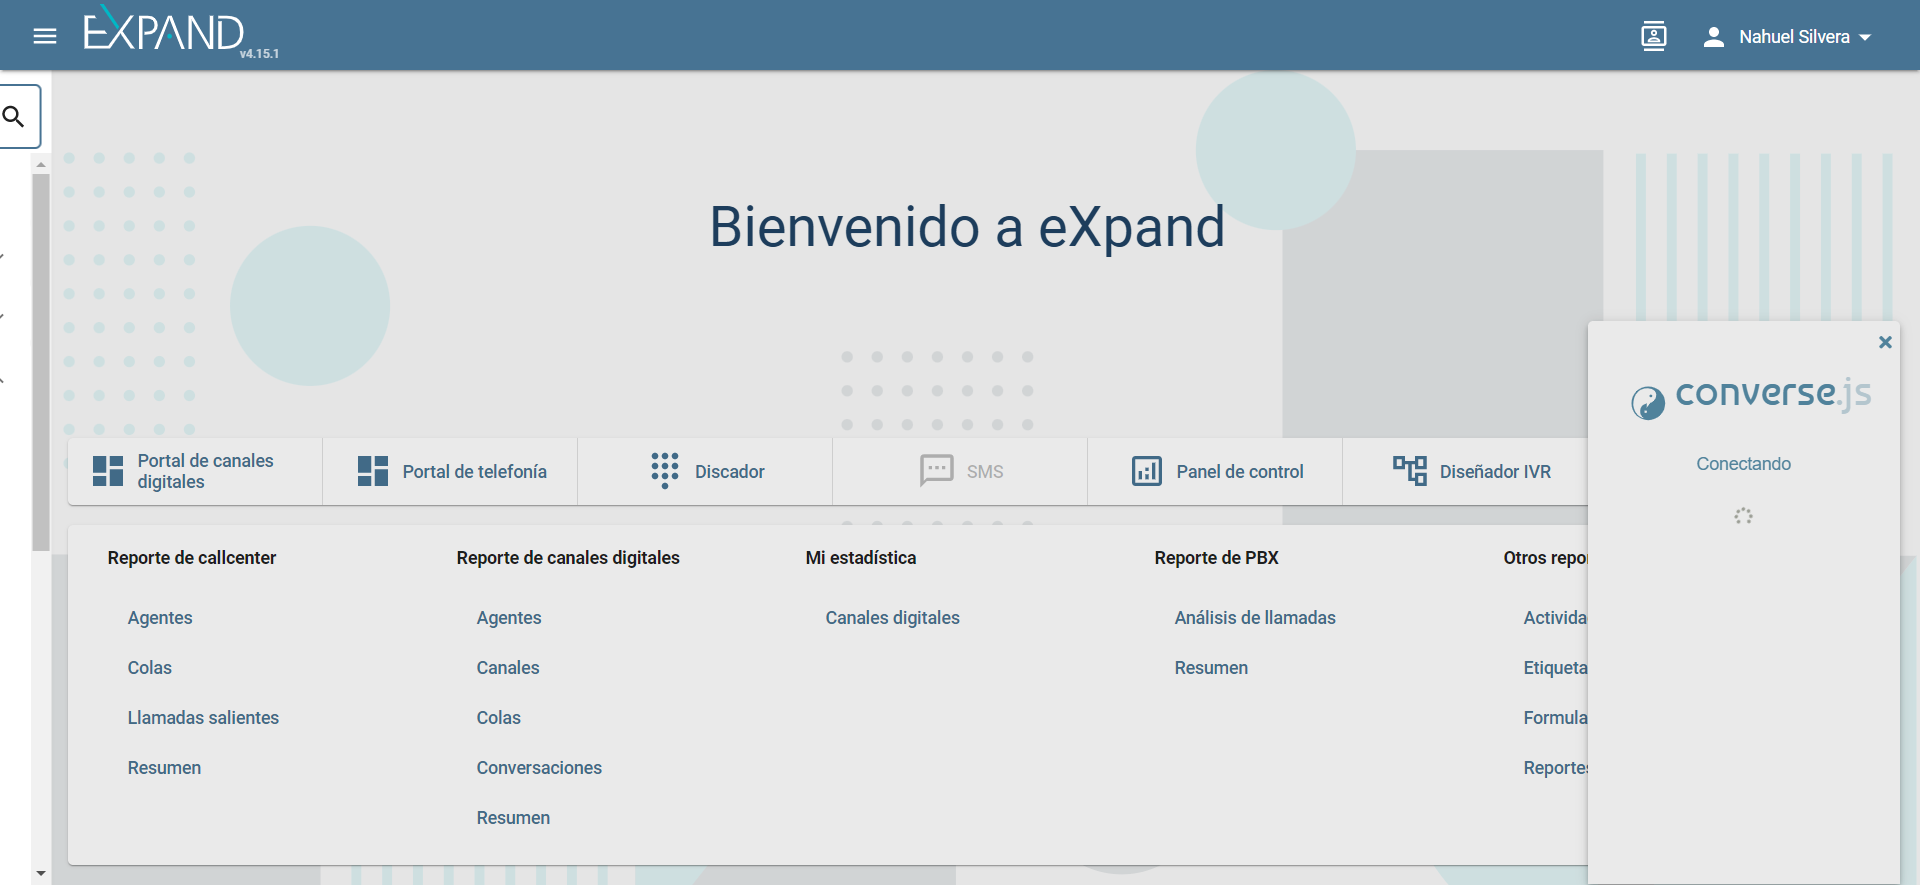 EXPAND
v4.15.1
Nahuel Silvera
Bienvenido a eXpand
converse.js
Conectando
Portal de canales
digitales
Portal de telefonía
Discador
SMS
Panel de control
Diseñador IVR
Reporte de callcenter
Agentes
Colas
Llamadas salientes
Resumen
Reporte de canales digitales
Agentes
Canales
Colas
Conversaciones
Resumen
Mi estadística
Canales digitales
Reporte de PBX
Análisis de llamadas
Resumen
Otros repo
Activida
Etiqueta
Formula
Reportes